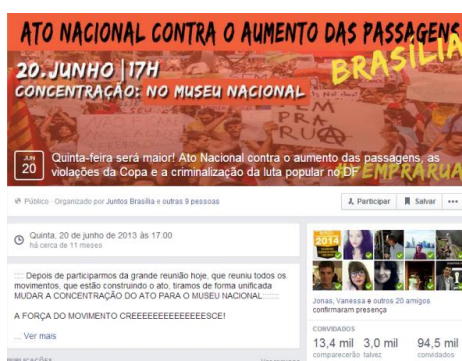 ATO NACIONAL CONTRA O AUMENTO DAS PASSAGENS
BRASÍLIA
20.JUNHO | 17H
CONCENTRAÇÃO: NO MUSEU NACIONAL
PRA
RUA
JUN
20
Quinta-feira será maior! Ato Nacional contra o aumento das passagens, as
violações da Copa e a criminalização da luta popular no DF
VEMPRARUA
Público · Organizado por Juntos Brasília e outras 9 pessoas
Participar
Salvar
Quinta, 20 de junho de 2013 às 17:00
há cerca de 11 meses
::::: Depois de participarmos da grande reunião hoje, que reuniu todos os
movimentos, que estão construindo o ato, tiramos de forma unificada
MUDAR A CONCENTRAÇÃO DO ATO PARA O MUSEU NACIONAL::::::::
A FORÇA DO MOVIMENTO CREEEEEEEEEEEEEESCE!
... Ver mais
2014
Jonas, Vanessa e outros 20 amigos
confirmaram presença
CONVIDADOS
13,4 mil 3,0 mil 94,5 mil
comparecerão talvez convidados